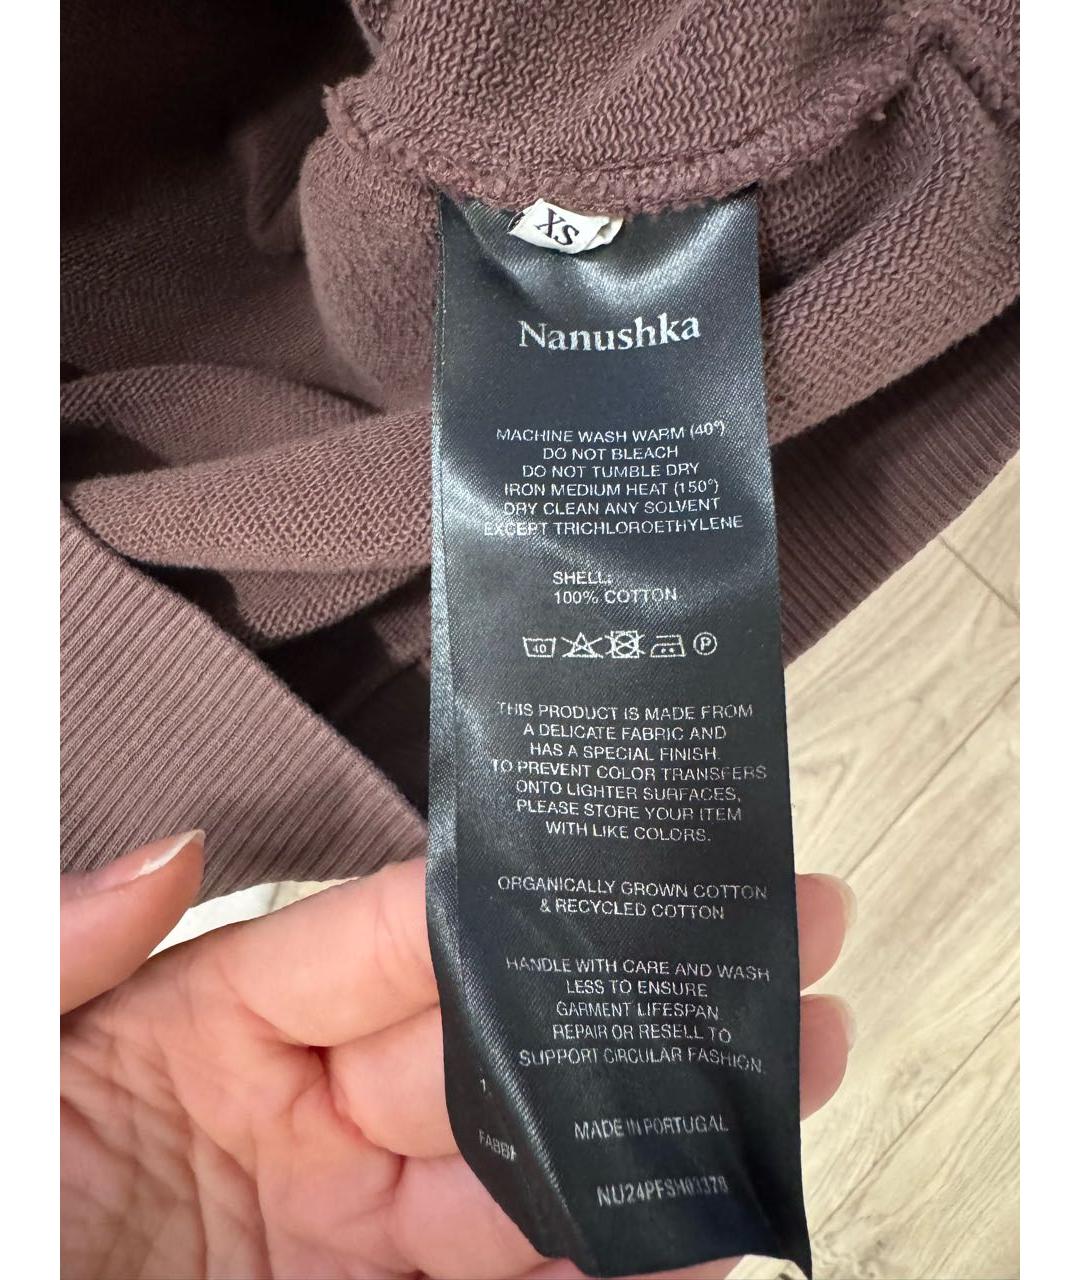 XS
Nanushka
MACHINE WASH WARM (40°)
DO NOT BLEACH
DO NOT TUMBLE DRY
IRON MEDIUM HEAT (150°)
DRY CLEAN ANY SOLVENT
EXCEPT TRICHLOROETHYLENE
SHELL:
100% COTTON
40 P
THIS PRODUCT IS MADE FROM
A DELICATE FABRIC AND
HAS A SPECIAL FINISH.
TO PREVENT COLOR TRANSFERS
ONTO LIGHTER SURFACES,
PLEASE STORE YOUR ITEM
WITH LIKE COLORS.
ORGANICALLY GROWN COTTON
& RECYCLED COTTON
HANDLE WITH CARE AND WASH
LESS TO ENSURE
GARMENT LIFESPAN
REPAIR OR RESELL TO
SUPPORT CIRCULAR FASHION.
1
MADE IN PORTUGAL
NU24PFSH03378